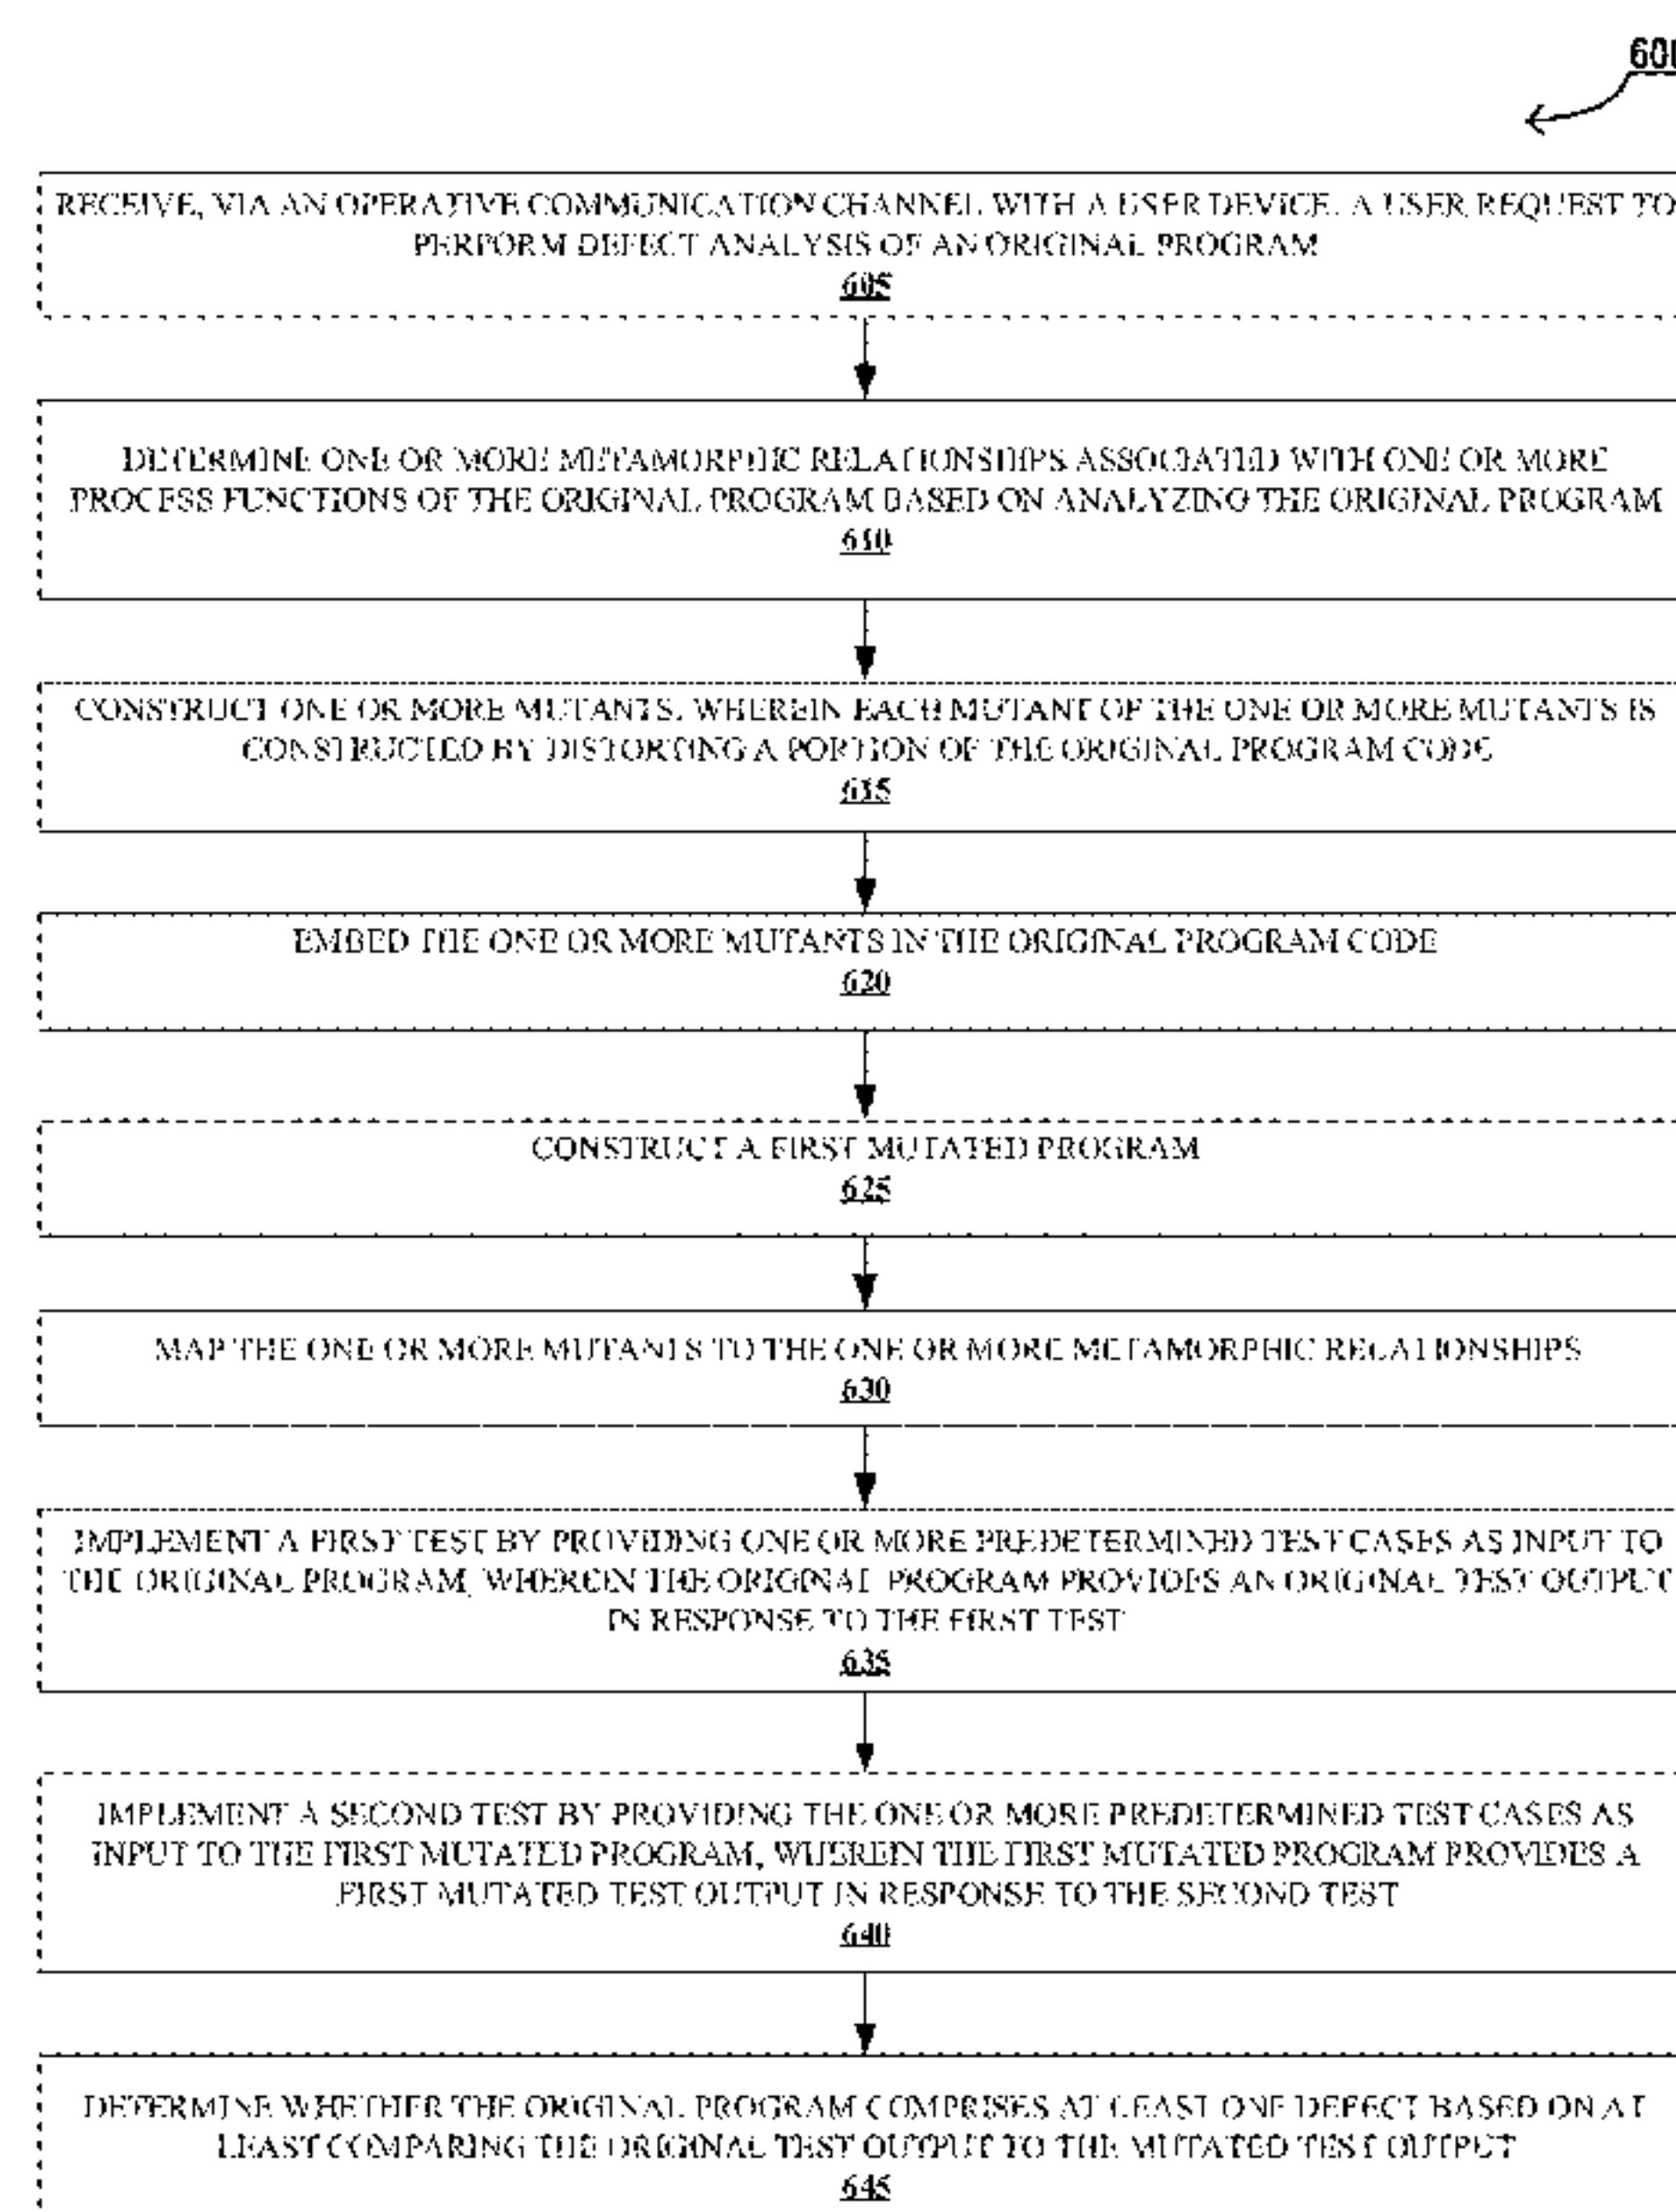 600
RECEIVE, VIA AN OPERATIVE COMMUNICATION CHANNEL WITH A USER DEVICE, A USER REQUEST TO
PERFORM DEFECT ANALYSIS OF AN ORIGINAL PROGRAM
605
DETERMINE ONE OR MORE METAMORPHIC RELATIONSHIPS ASSOCIATED WITH ONE OR MORE
PROCESS FUNCTIONS OF THE ORIGINAL PROGRAM BASED ON ANALYZING THE ORIGINAL PROGRAM
610
CONSTRUCT ONE OR MORE MUTANTS, WHEREIN EACH MUTANT OF THE ONE OR MORE MUTANTS IS
CONSTRUCTED BY DISTORTING A PORTION OF THE ORIGINAL PROGRAM CODE
615
EMBED THE ONE OR MORE MUTANTS IN THE ORIGINAL PROGRAM CODE
620
CONSTRUCT A FIRST MUTATED PROGRAM
625
MAP THE ONE OR MORE MUTANTS TO THE ONE OR MORE METAMORPHIC RELATIONSHIPS
630
IMPLEMENT A FIRST TEST BY PROVIDING ONE OR MORE PREDETERMINED TEST CASES AS INPUT TO
THE ORIGINAL PROGRAM, WHEREIN THE ORIGINAL PROGRAM PROVIDES AN ORIGINAL TEST OUTPUT
IN RESPONSE TO THE FIRST TEST
635
IMPLEMENT A SECOND TEST BY PROVIDING THE ONE OR MORE PREDETERMINED TEST CASES AS
INPUT TO THE FIRST MUTATED PROGRAM, WHEREIN THE FIRST MUTATED PROGRAM PROVIDES A
FIRST MUTATED TEST OUTPUT IN RESPONSE TO THE SECOND TEST
640
DETERMINE WHETHER THE ORIGINAL PROGRAM COMPRISES AT LEAST ONE DEFECT BASED ON AT
LEAST COMPARING THE ORIGINAL TEST OUTPUT TO THE MUTATED TEST OUTPUT
645